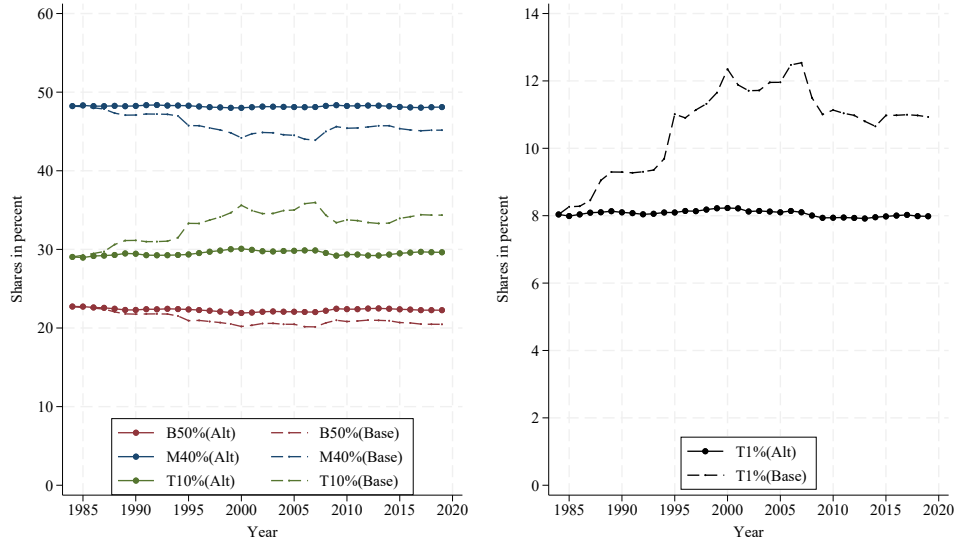 Shares in percent
60
50
40
30
20
10
0
1985 1990 1995 2000 2005 2010 2015 2020
Year
B50%(Alt) B50%(Base)
M40%(Alt) M40%(Base)
T10%(Alt) T10%(Base)
Shares in percent
14
12
10
8
6
4
2
0
1985 1990 1995 2000 2005 2010 2015 2020
Year
T1%(Alt)
T1%(Base)